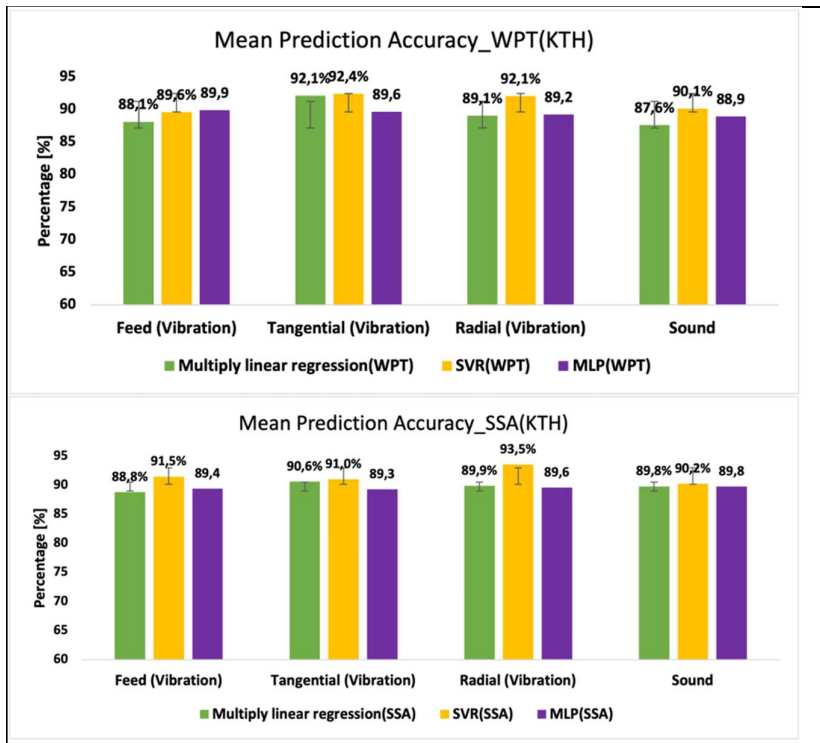 Mean Prediction Accuracy_WPT(KTH)
Percentage [%]
95
90
85
80
75
70
65
60
88,1% 89,6% 89,9
92,1% 92,4% 89,6
89,1% 92,1% 89,2
87,6% 90,1% 88,9
Feed (Vibration) Tangential (Vibration) Radial (Vibration) Sound
Multiply linear regression(WPT) SVR(WPT) MLP(WPT)
Mean Prediction Accuracy_SSA(KTH)
Percentage [%]
95
90
85
80
75
70
65
60
88,8% 91,5% 89,4
90,6% 91,0% 89,3
89,9% 93,5% 89,6
89,8% 90,2% 89,8
Feed (Vibration) Tangential (Vibration) Radial (Vibration) Sound
Multiply linear regression(SSA) SVR(SSA) MLP(SSA)